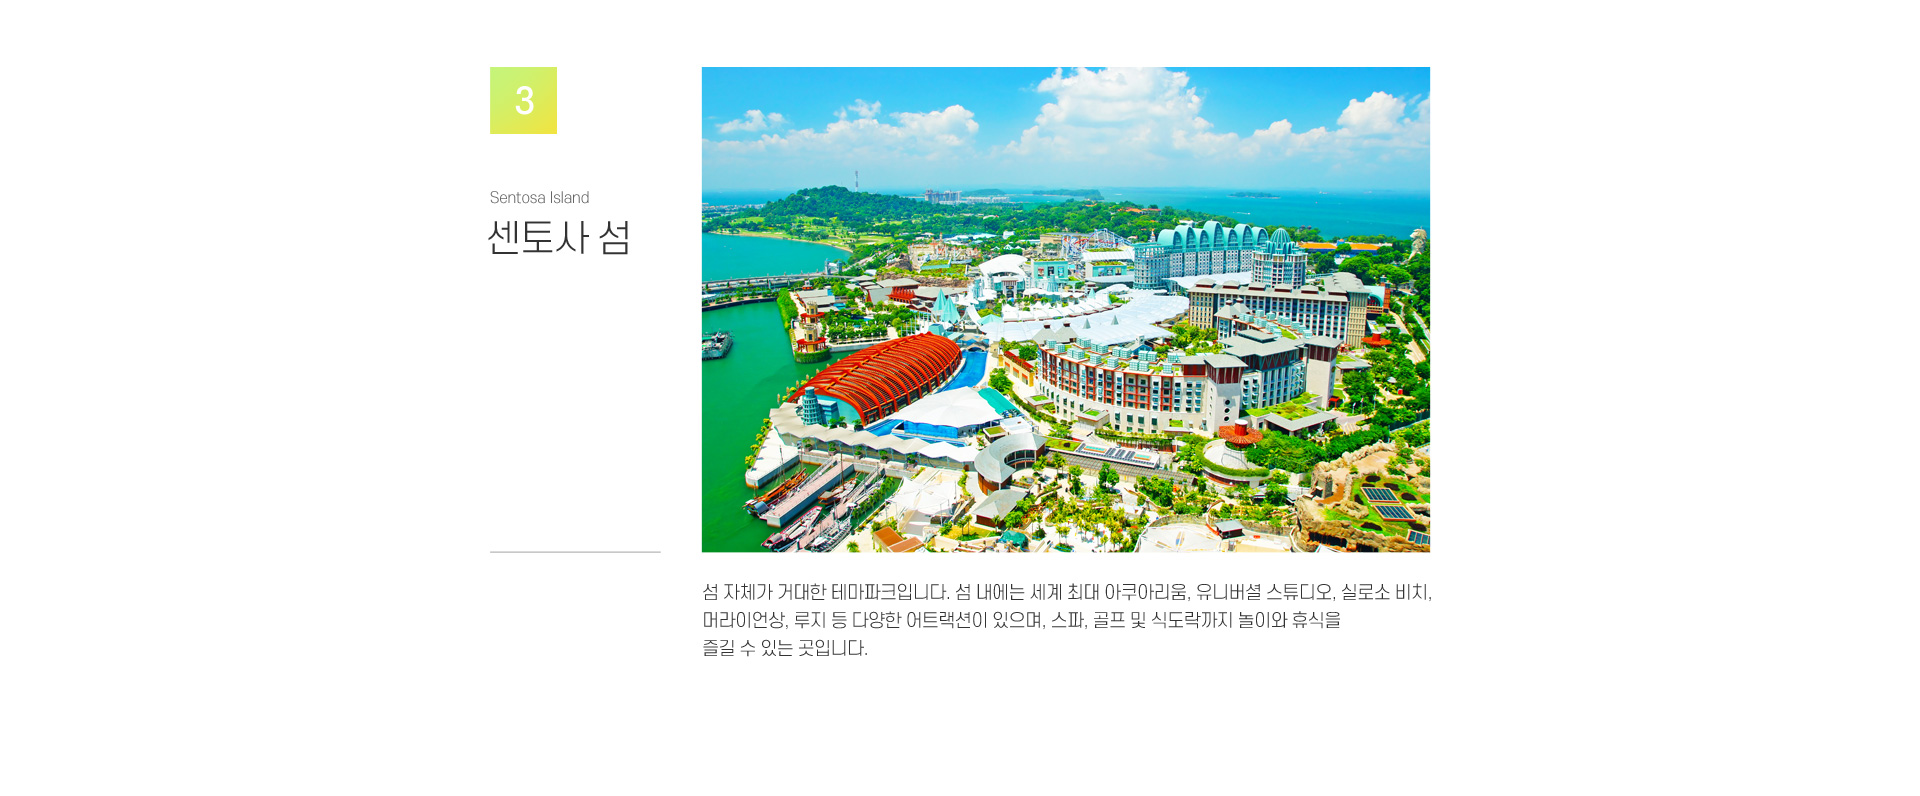 3
Sentosa Island
센토사 섬
섬 자체가 거대한 테마파크입니다. 섬 내에는 세계 최대 아쿠아리움, 유니버셜 스튜디오, 실로소 비치,
머라이언상, 루지 등 다양한 어트랙션이 있으며, 스파, 골프 및 식도락까지 놀이와 휴식을
즐길 수 있는 곳입니다.